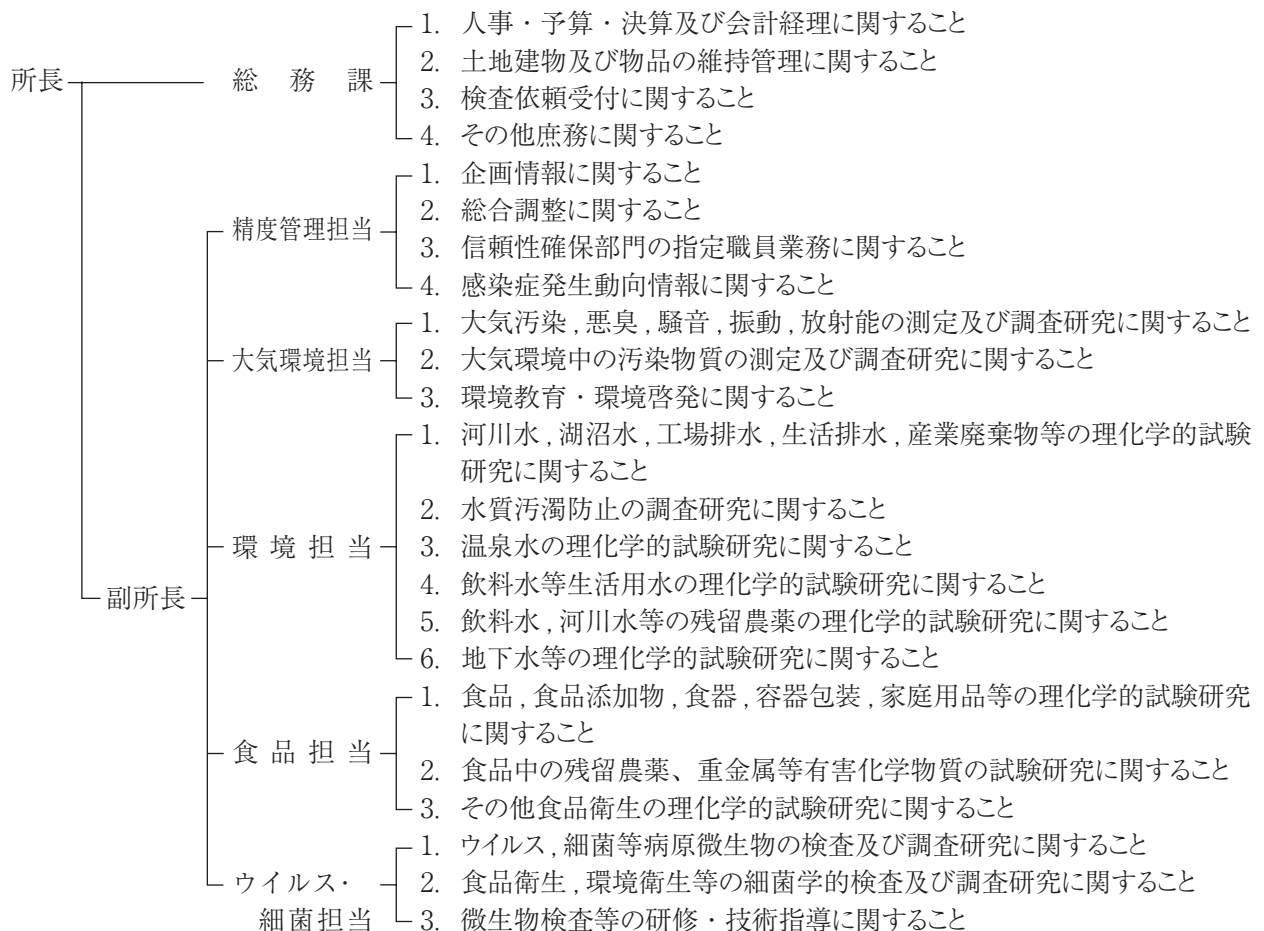 所長
総務課
1. 人事・予算・決算及び会計経理に関すること
2. 土地建物及び物品の維持管理に関すること
3. 検査依頼受付に関すること
4. その他庶務に関すること
副所長
精度管理担当
1. 企画情報に関すること
2. 総合調整に関すること
3. 信頼性確保部門の指定職員業務に関すること
4. 感染症発生動向情報に関すること
大気環境担当
1. 大気汚染,悪臭,騒音,振動,放射能の測定及び調査研究に関すること
2. 大気環境中の汚染物質の測定及び調査研究に関すること
3. 環境教育・環境啓発に関すること
環境担当
1. 河川水,湖沼水,工場排水,生活排水,産業廃棄物等の理化学的試験
研究に関すること
2. 水質汚濁防止の調査研究に関すること
3. 温泉水の理化学的試験研究に関すること
4. 飲料水等生活用水の理化学的試験研究に関すること
5. 飲料水,河川水等の残留農薬の理化学的試験研究に関すること
6. 地下水等の理化学的試験研究に関すること
食品担当
1. 食品,食品添加物,食器,容器包装,家庭用品等の理化学的試験研究
に関すること
2. 食品中の残留農薬、重金属等有害化学物質の試験研究に関すること
3. その他食品衛生の理化学的試験研究に関すること
ウイルス・
細菌担当
1. ウイルス,細菌等病原微生物の検査及び調査研究に関すること
2. 食品衛生,環境衛生等の細菌学的検査及び調査研究に関すること
3. 微生物検査等の研修・技術指導に関すること